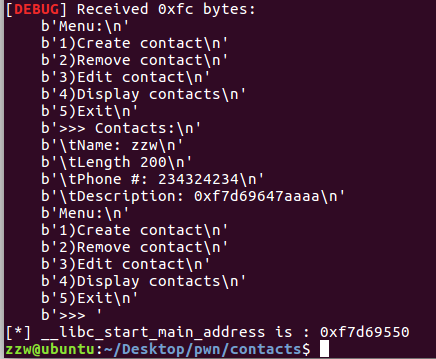 [DEBUG] Received 0xfc bytes:
    b'Menu:\n'
    b'1)Create contact\n'
    b'2)Remove contact\n'
    b'3)Edit contact\n'
    b'4)Display contacts\n'
    b'5)Exit\n'
    b'>>> Contacts:\n'
    b'\tName: zzw\n'
    b'\tLength 200\n'
    b'\tPhone #: 234324234\n'
    b'\tDescription: 0xf7d69647aaaa\n'
    b'Menu:\n'
    b'1)Create contact\n'
    b'2)Remove contact\n'
    b'3)Edit contact\n'
    b'4)Display contacts\n'
    b'5)Exit\n'
    b'>>> '
[*] __libc_start_main_address is : 0xf7d69550
zzw@ubuntu:~/Desktop/pwn/contacts$